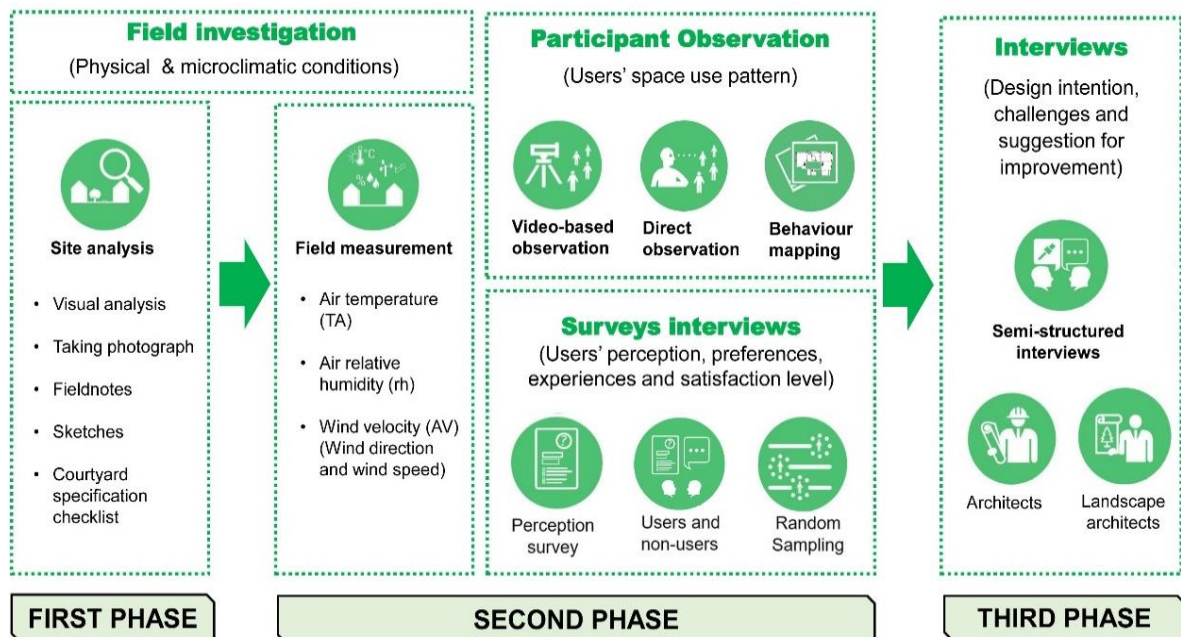 Field investigation
(Physical & microclimatic conditions)
Site analysis
• Visual analysis
• Taking photograph
• Fieldnotes
• Sketches
• Courtyard
specification
checklist
°C
%
Field measurement
• Air temperature
(TA)
• Air relative
humidity (rh)
• Wind velocity (AV)
(Wind direction
and wind speed)
Participant Observation
(Users’ space use pattern)
Video-based
observation
Direct
observation
Behaviour
mapping
Surveys interviews
(Users’ perception, preferences,
experiences and satisfaction level)
?
Perception
survey
?
Users and
non-users
Random
Sampling
Interviews
(Design intention,
challenges and
suggestion for
improvement)
Semi-structured
interviews
Architects
Landscape
architects
FIRST PHASE
SECOND PHASE
THIRD PHASE